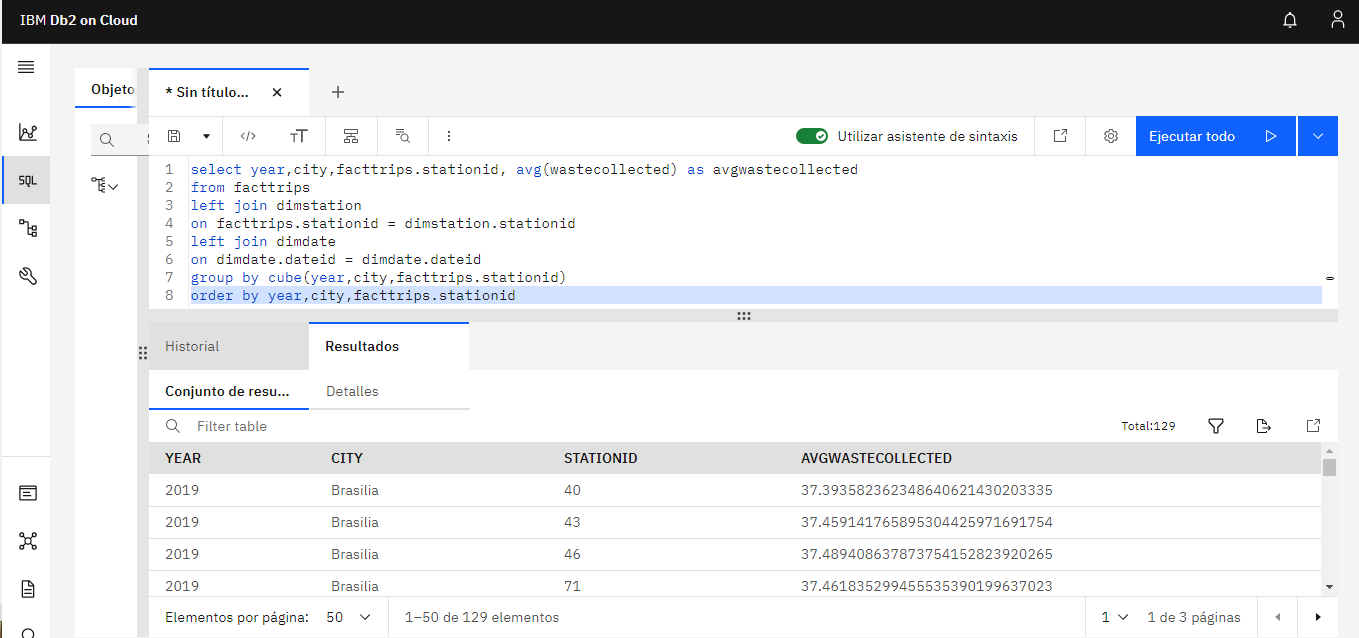 IBM Db2 on Cloud
Objeto
* Sin título...
Utilizar asistente de sintaxis
Ejecutar todo
SQL
1 select year,city,facttrips.stationid, avg(wastecollected) as avgwastecollected
2 from facttrips
3 left join dimstation
4 on facttrips.stationid = dimstation.stationid
5 left join dimdate
6 on dimdate.dateid = dimdate.dateid
7 group by cube(year,city,facttrips.stationid)
8 order by year,city,facttrips.stationid
Historial Resultados
Conjunto de resu... Detalles
Filter table Total:129
YEAR CITY STATIONID AVGWASTECOLLECTED
2019 Brasilia 40 37.393582362348640621430203335
2019 Brasilia 43 37.459141765895304425971691754
2019 Brasilia 46 37.489408637873754152823920265
2019 Brasilia 71 37.461835299455535390199637023
Elementos por página: 50 1–50 de 129 elementos 1 1 de 3 páginas